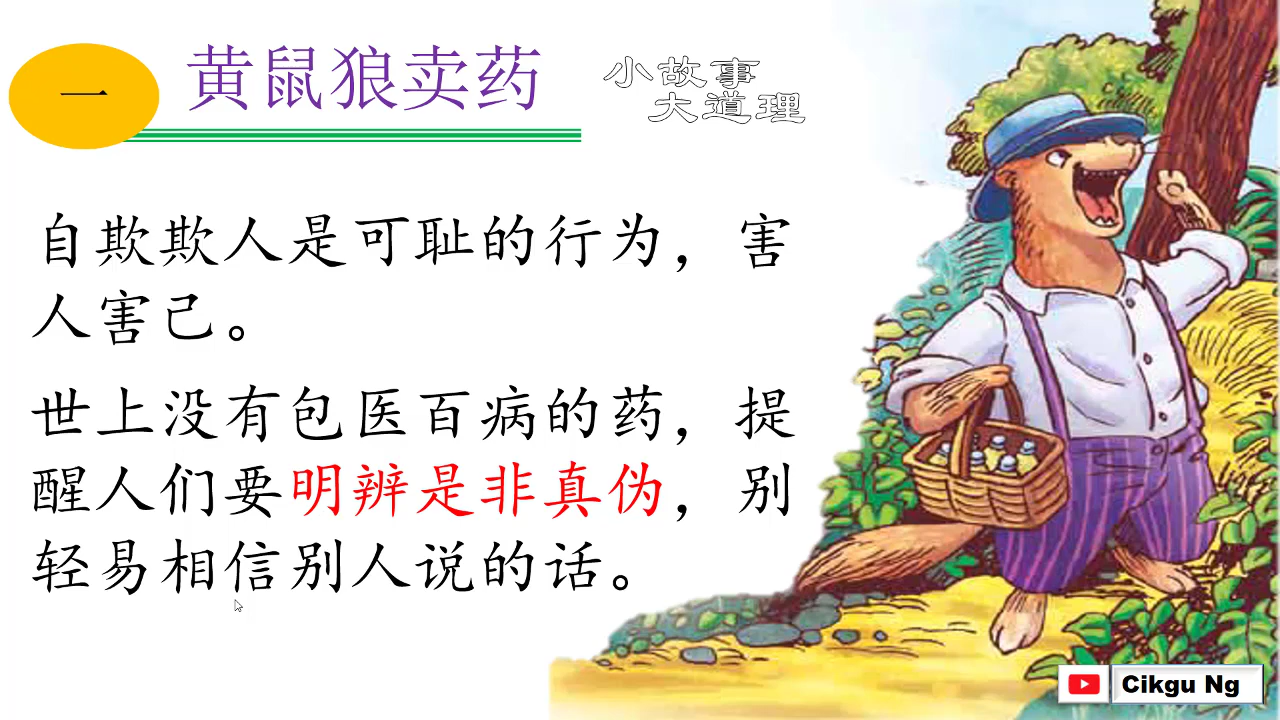 一
黄鼠狼卖药
小故事
大道理
自欺欺人是可耻的行为，害
人害己。
世上没有包医百病的药，提
醒人们要明辨是非真伪，别
轻易相信别人说的话。
Cikgu Ng